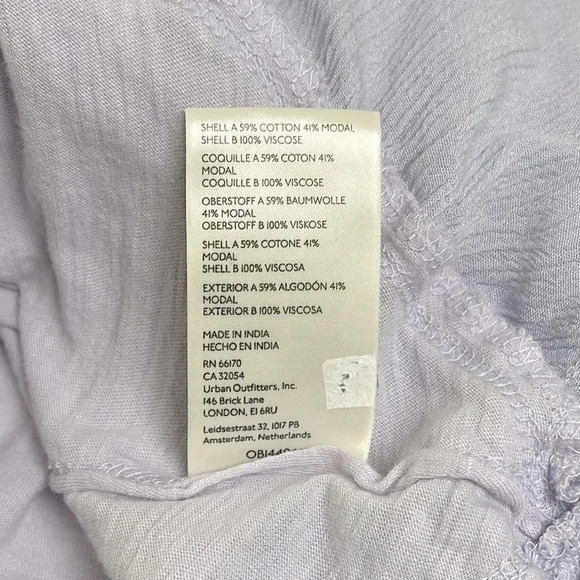 SHELL A 59% COTTON 41% MODAL
SHELL B 100% VISCOSE
COQUILLE A 59% COTON 41%
MODAL
COQUILLE B 100% VISCOSE
OBERSTOFF A 59% BAUMWOLLE
41% MODAL
OBERSTOFF B 100% VISKOSE
SHELL A 59% COTONE 41%
MODAL
SHELL B 100% VISCOSA
EXTERIOR A 59% ALGODÓN 41%
MODAL
EXTERIOR B 100% VISCOSA
MADE IN INDIA
HECHO EN INDIA
RN 66170
CA 32054
Urban Outfitters, Inc.
146 Brick Lane
LONDON, E1 6RU
Leidsestraat 32, 1017 PB
Amsterdam, Netherlands